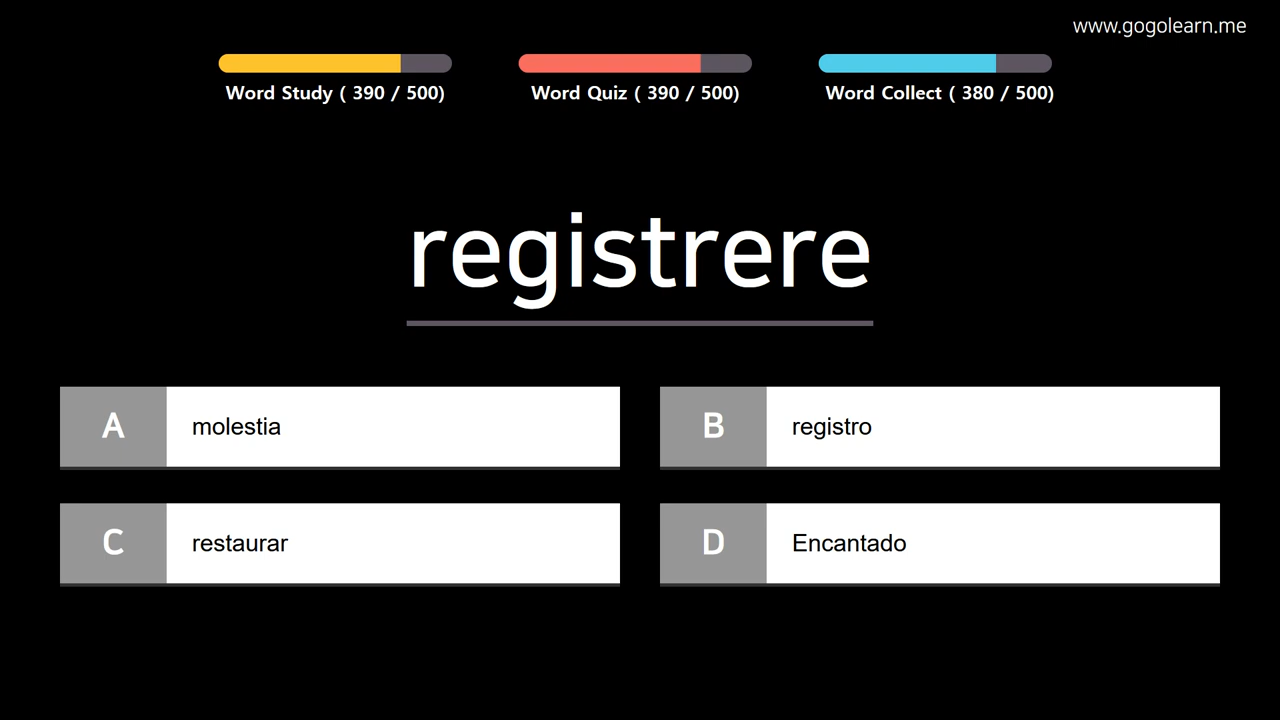 www.gogolearn.me
Word Study ( 390 / 500)
Word Quiz ( 390 / 500)
Word Collect ( 380 / 500)
registrere
A molestia
B registro
C restaurar
D Encantado